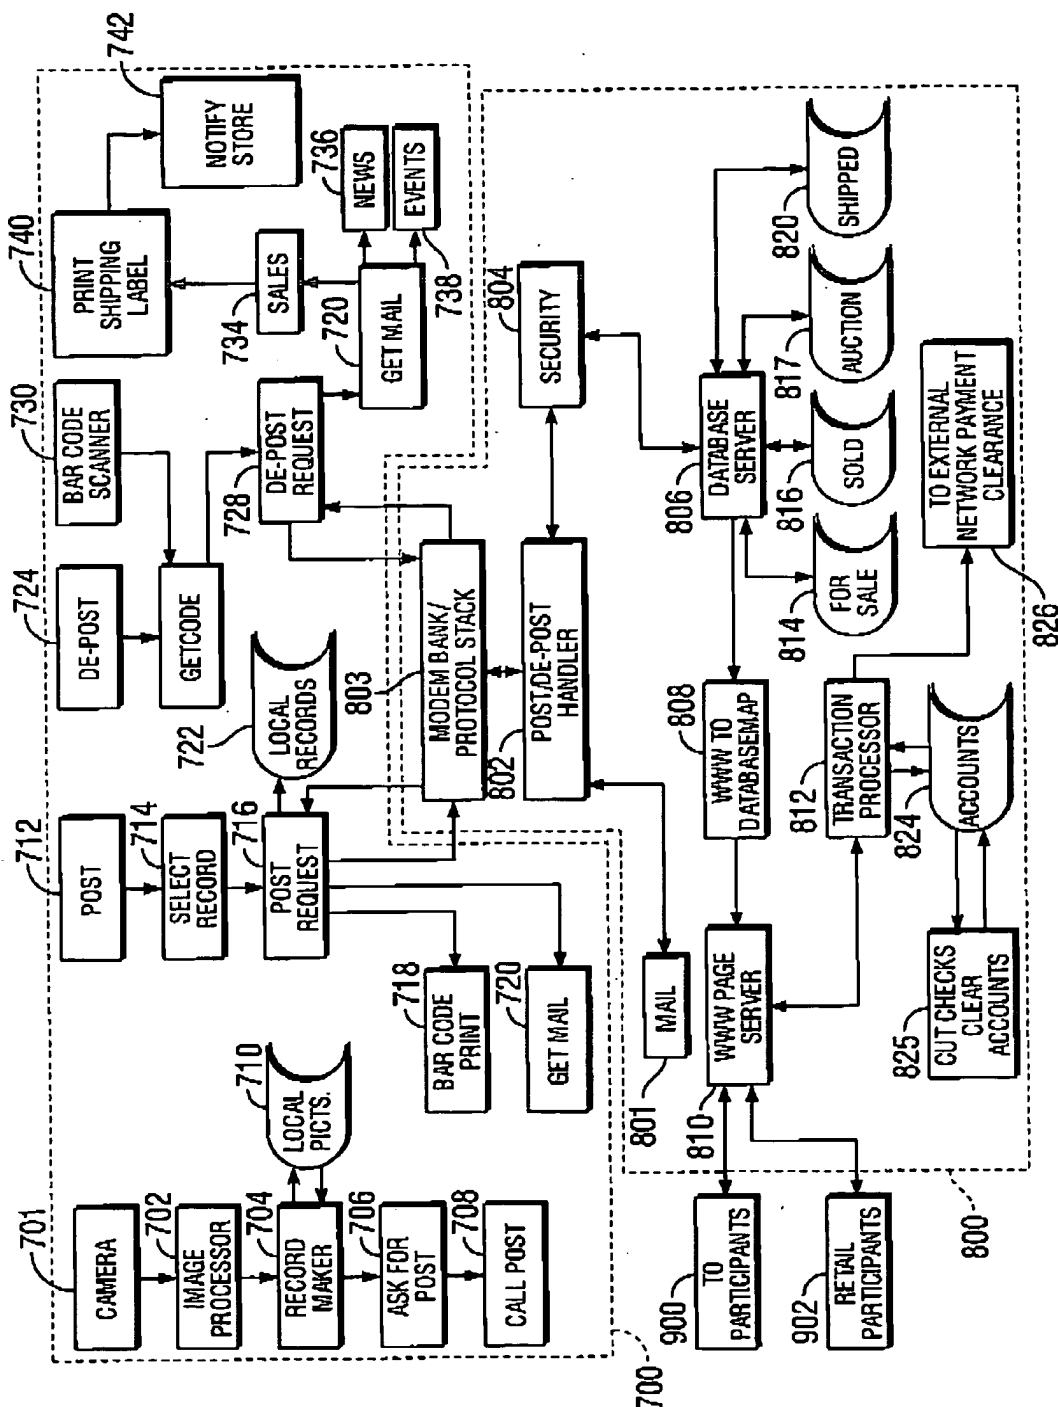 701
CAMERA
702
IMAGE
PROCESSOR
704
RECORD
MAKER
710
LOCAL
PICTS.
706
ASK FOR
POST
708
CALL POST
712
POST
714
SELECT
RECORD
716
POST
REQUEST
722
LOCAL
RECORDS
718
BAR CODE
PRINT
720
GET MAIL
724
DE-POST
730
BAR CODE
SCANNER
GETCODE
728
DE-POST
REQUEST
740
PRINT
SHIPPING
LABEL
742
NOTIFY
STORE
734
SALES
720
GET MAIL
736
NEWS
738
EVENTS
700
803
MODEM BANK/
PROTOCOL STACK
802
POST/DE-POST
HANDLER
804
SECURITY
801
MAIL
810
WWW PAGE
SERVER
808
WWW TO
DATABASEMAP
806
DATABASE
SERVER
814
FOR
SALE
816
SOLD
817
AUCTION
820
SHIPPED
812
TRANSACTION
PROCESSOR
824
ACCOUNTS
825
CUT CHECKS
CLEAR
ACCOUNTS
TO EXTERNAL
NETWORK PAYMENT
CLEARANCE
826
900
TO
PARTICIPANTS
902
RETAIL
PARTICIPANTS
800